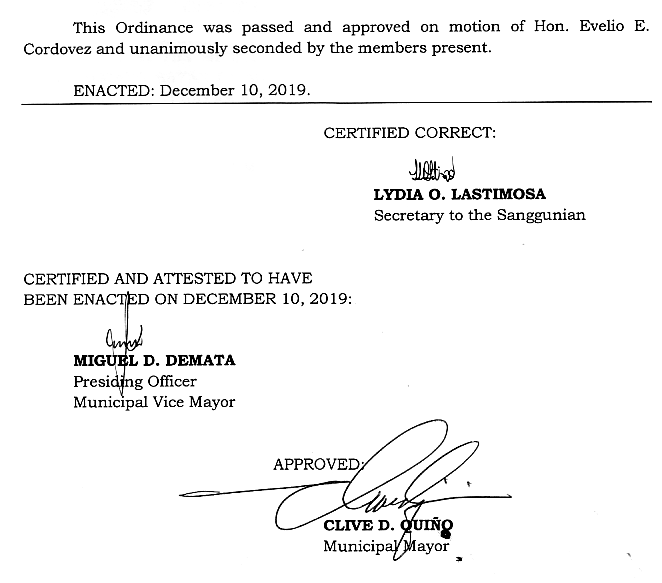 This Ordinance was passed and approved on motion of Hon. Evelio E.
Cordovez and unanimously seconded by the members present.
ENACTED: December 10, 2019.
CERTIFIED CORRECT:
LYDIA O. LASTIMOSA
Secretary to the Sanggunian
CERTIFIED AND ATTESTED TO HAVE
BEEN ENACTED ON DECEMBER 10, 2019:
MIGUEL D. DEMATA
Presiding Officer
Municipal Vice Mayor
APPROVED:
CLIVE D. QUIÑO
Municipal Mayor